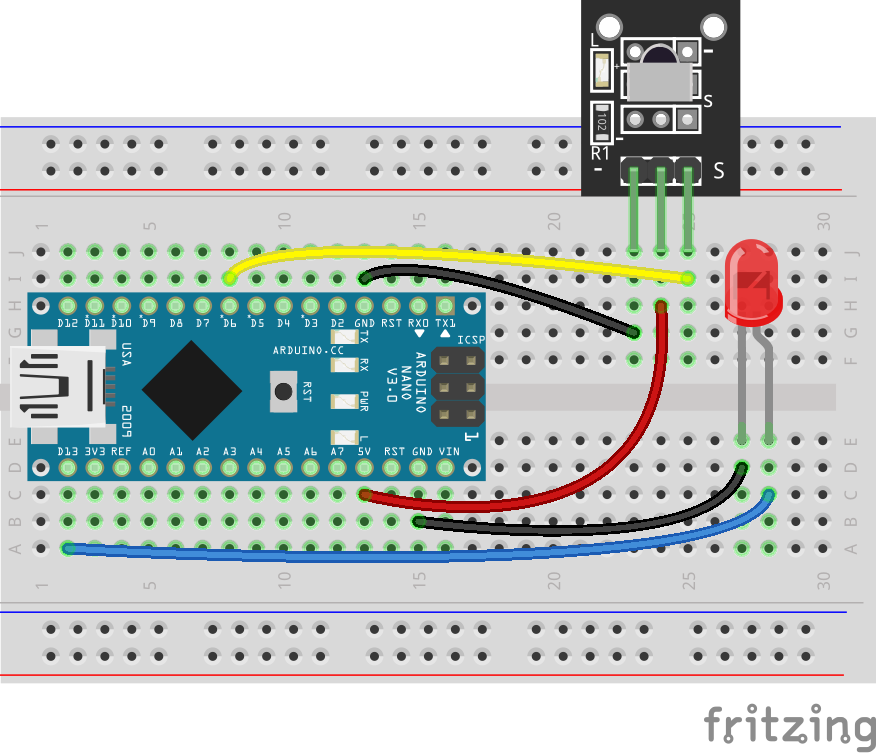 L
-
+
S
102
-
R1
-
S
1 5 10 15 20 25 30
J J
I I
H H
G G
F F
D12 D11 D10 D9 D8 D7 D6 D5 D4 D3 D2 GND RST RX0 TX1
USA
2009
ARDUINO.CC
RST
TX
RX
PWR
L
ARDUINO
NANO
V3.0
ICSP
1
D13 3V3 REF A0 A1 A2 A3 A4 A5 A6 A7 5V RST GND VIN
E E
D D
C C
B B
A A
1 5 10 15 20 25 30
fritzing